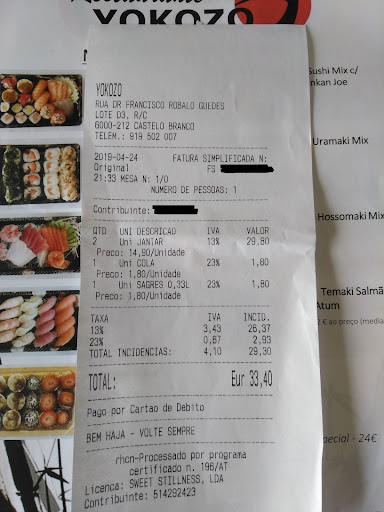 Restaurante
YOKOZO
Sushi Mix c/
Joe
Uramaki Mix
Hossomaki Mix
Temaki Salmã
Atum
€ ao preço (media
- 24€
YOKOZO
RUA DR FRANCISCO ROBALO GUEDES
LOTE D3, R/C
6000-212 CASTELO BRANCO
TELEM.: 919 502 007
2019-04-24 FATURA SIMPLIFICADA N:
Original FS
21:33 MESA N: 1/0
NUMERO DE PESSOAS: 1
Contribuinte:
QTD UNI DESCRICAO IVA VALOR
2 Uni JANTAR 13% 29,80
Preco: 14,90/Unidade
1 Uni COLA 23% 1,80
Preco: 1,80/Unidade
1 Uni SAGRES 0,33L 23% 1,80
Preco: 1,80/Unidade
TAXA IVA INCID.
13% 3,43 26,37
23% 0,67 2,93
TOTAL INCIDENCIAS: 4,10 29,30
TOTAL: Eur 33,40
Pago por Cartao de Debito
BEM HAJA - VOLTE SEMPRE
rhcn-Processado por programa
certificado n. 196/AT
Licenca: SWEET STILLNESS, LDA
Contribuinte: 514292423